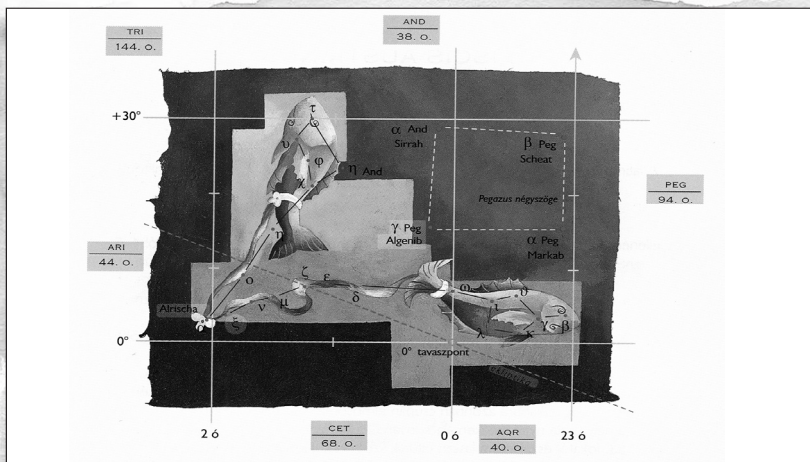 TRI
144. o.
AND
38. o.
+30°
τ
υ
φ
χ
η And
α And
Sirrah
β Peg
Scheat
Pegazus négyszöge
PEG
94. o.
γ Peg
Algenib
α Peg
Markab
η
ARI
44. o.
ο
ζ
ε
δ
ω
ι
ϑ
Alrischa
ξ
ν
μ
λ
κ
γ
β
0°
0° tavaszpont
2 ó
CET
68. o.
0 ó
AQR
40. o.
23 ó